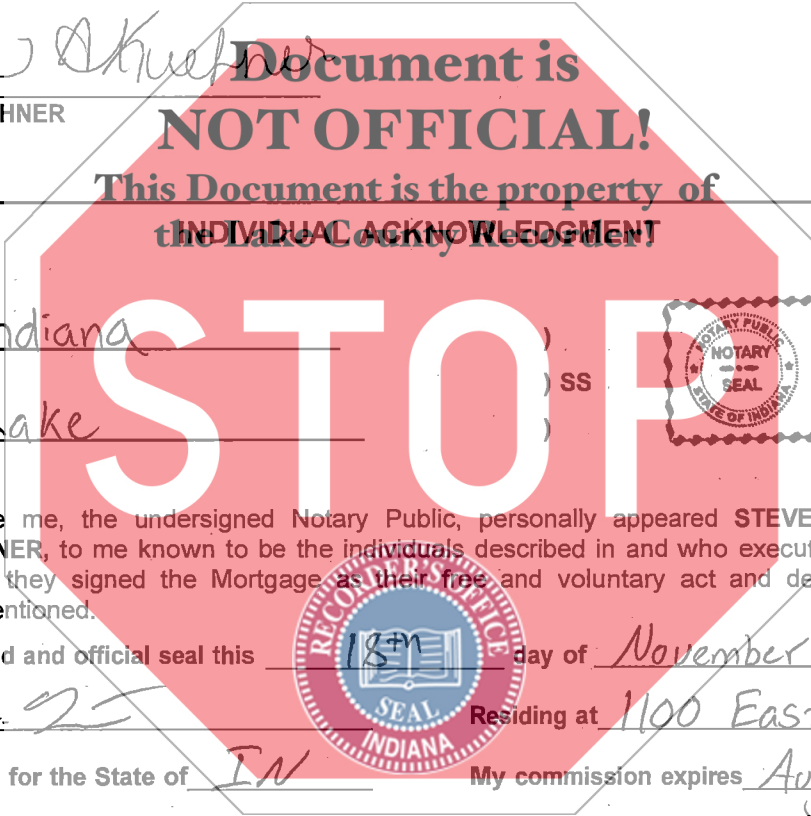 AKuehner
HNER
Document is
NOT OFFICIAL!
This Document is the property of
the Lake County Recorder!
INDIVIDUAL ACKNOWLEDGMENT
ndiana )
) SS
ake )
NOTARY PUBLIC
NOTARY
SEAL
STATE OF INDIANA
STOP
e me, the undersigned Notary Public, personally appeared STEVE
NER, to me known to be the individuals described in and who execut
they signed the Mortgage as their free and voluntary act and de
entioned.
d and official seal this 18th day of November
Residing at 1100 Eas
for the State of IN My commission expires Au
RECORDER'S OFFICE
SEAL
INDIANA